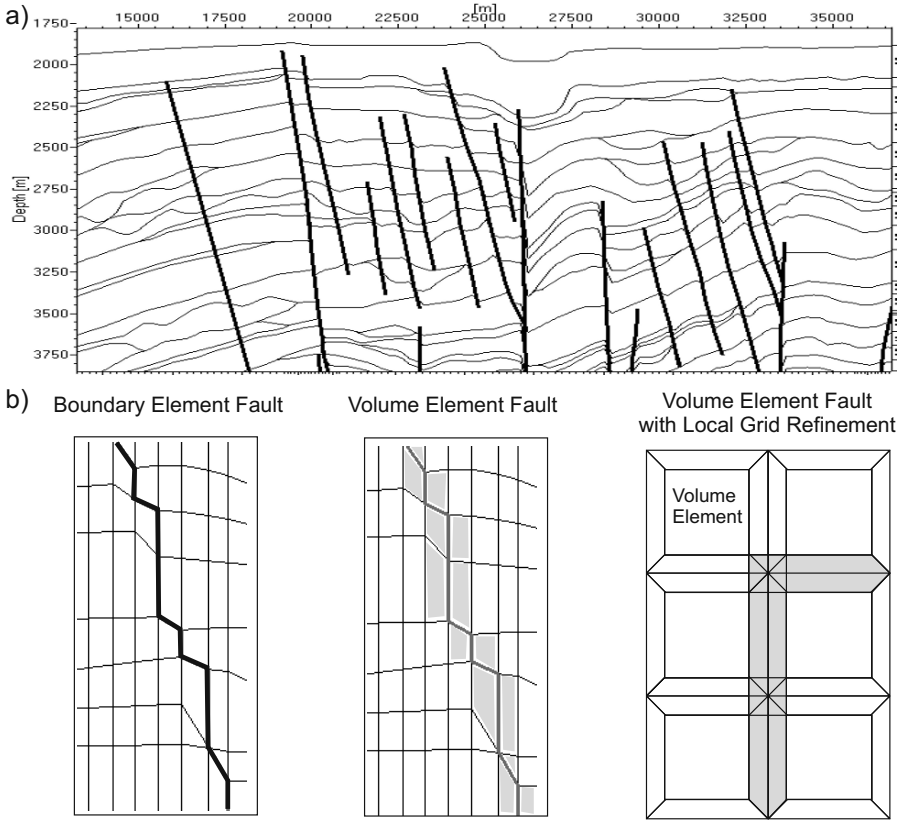 a)
[m]
15000 17500 20000 22500 25000 27500 30000 32500 35000
Depth [m]
1750
2000
2250
2500
2750
3000
3250
3500
3750
b)
Boundary Element Fault
Volume Element Fault
Volume Element Fault
with Local Grid Refinement
Volume
Element